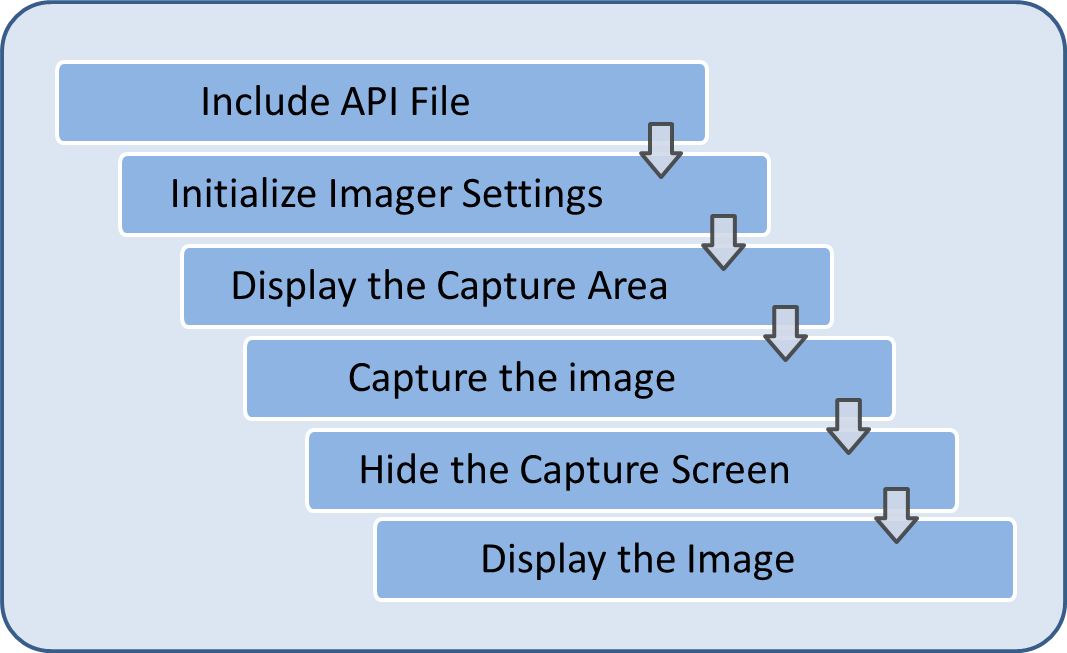 Include API File
Initialize Imager Settings
Display the Capture Area
Capture the image
Hide the Capture Screen
Display the Image